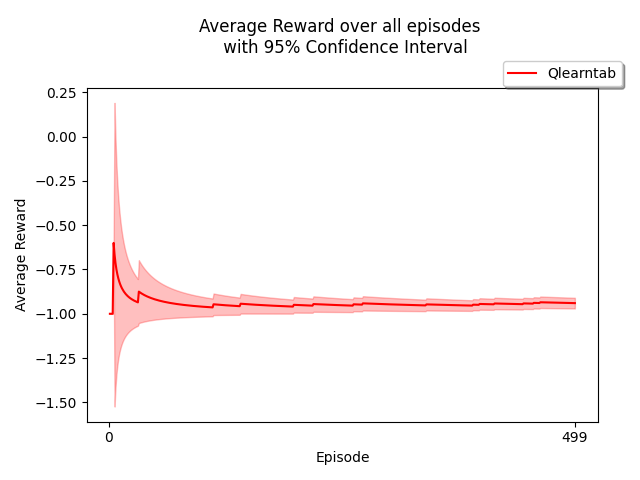 Average Reward over all episodes
with 95% Confidence Interval
Qlearntab
0.25
0.00
−0.25
−0.50
−0.75
−1.00
−1.25
−1.50
Average Reward
0
499
Episode